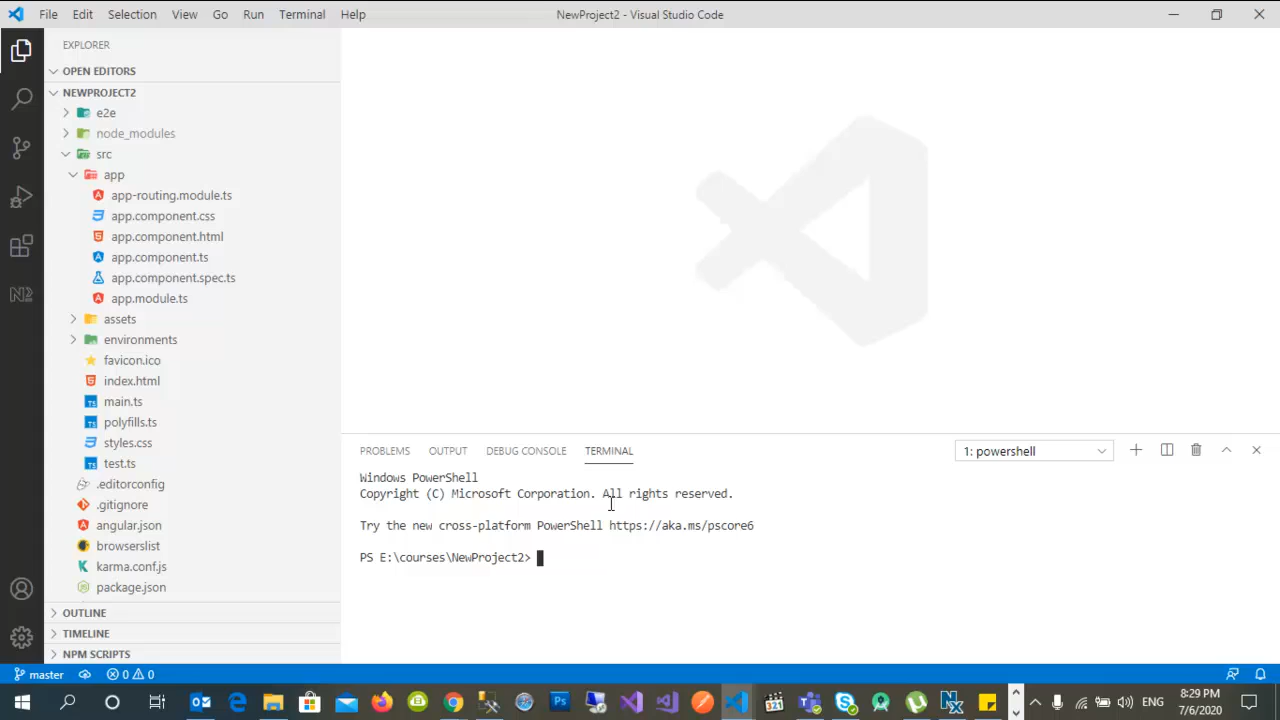 File Edit Selection View Go Run Terminal Help NewProject2 - Visual Studio Code
EXPLORER
OPEN EDITORS
NEWPROJECT2
e2e
node_modules
src
app
app-routing.module.ts
app.component.css
app.component.html
app.component.ts
app.component.spec.ts
app.module.ts
assets
environments
favicon.ico
index.html
main.ts
polyfills.ts
styles.css
test.ts
.editorconfig
.gitignore
angular.json
browserslist
karma.conf.js
package.json
OUTLINE
TIMELINE
NPM SCRIPTS
PROBLEMS OUTPUT DEBUG CONSOLE TERMINAL 1: powershell
Windows PowerShell
Copyright (C) Microsoft Corporation. All rights reserved.
Try the new cross-platform PowerShell https://aka.ms/pscore6
PS E:\courses\NewProject2>
master 0 0
ENG
8:29 PM
7/6/2020